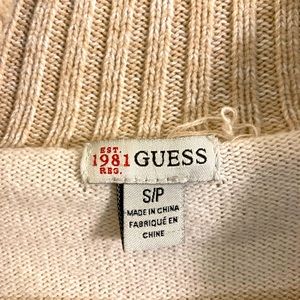 EST.
1981 GUESS
REG.
S/P
MADE IN CHINA
FABRIQUÉ EN
CHINE